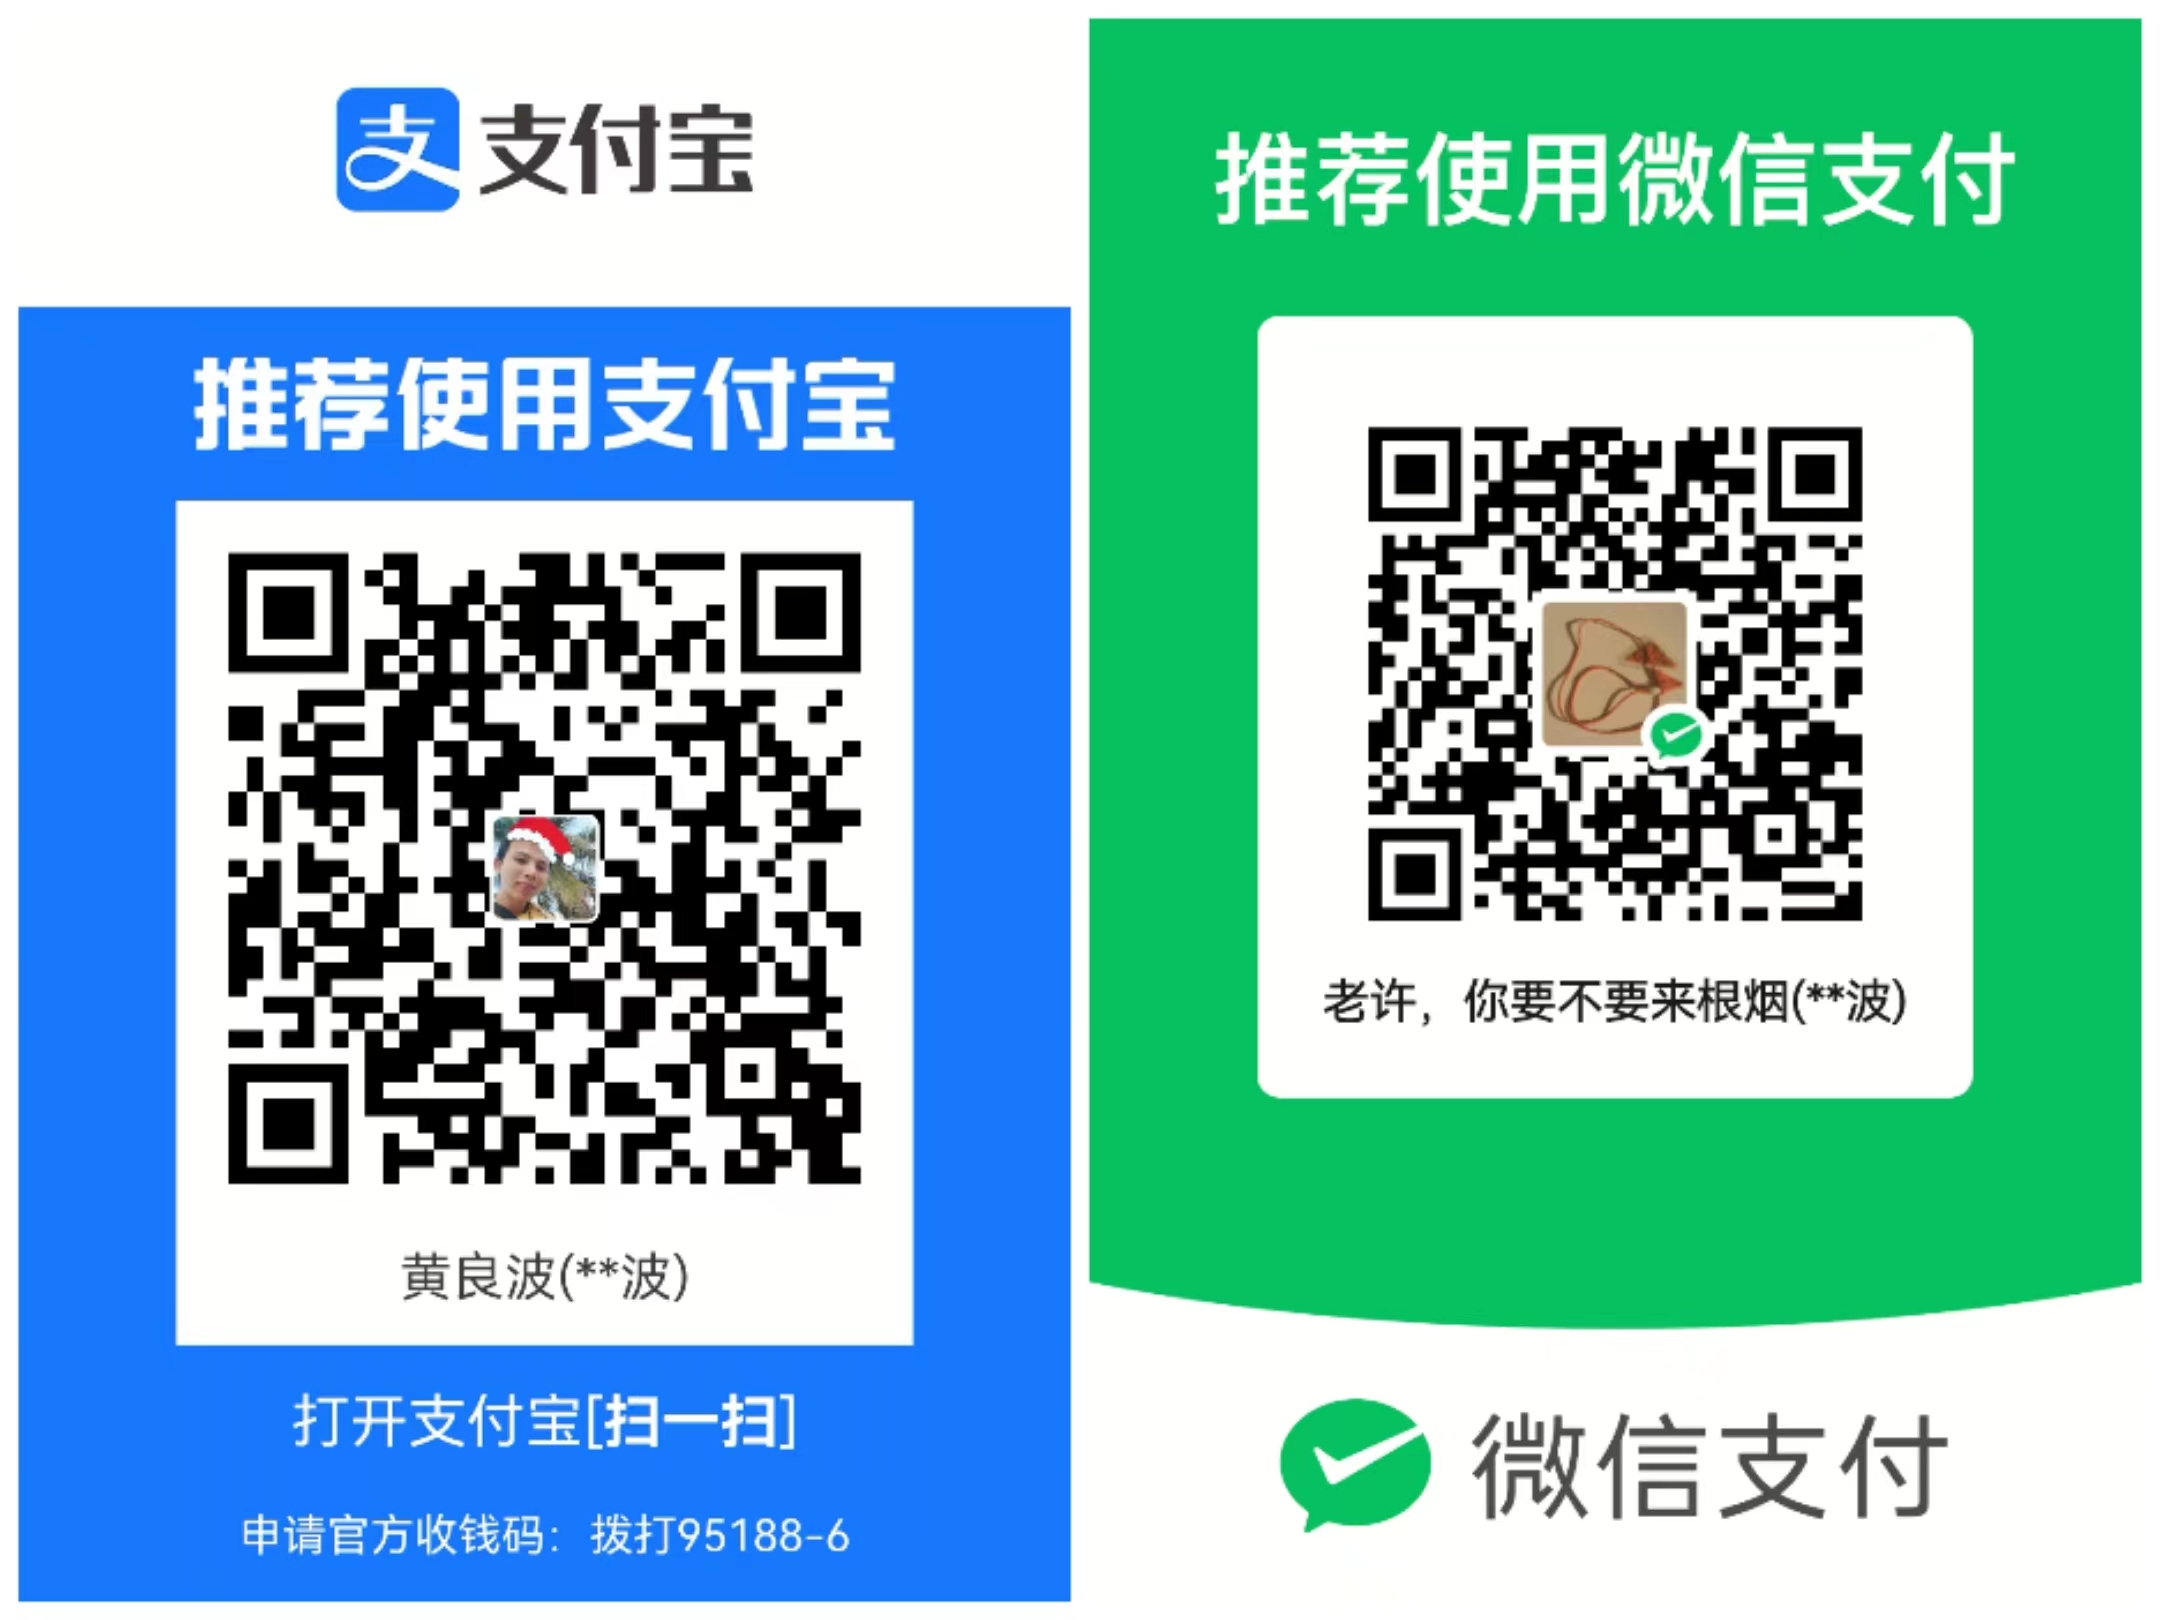 支 支付宝
推荐使用支付宝
黄良波(**波)
打开支付宝[扫一扫]
申请官方收钱码：拨打95188-6
推荐使用微信支付
老许，你要不要来根烟(**波)
微信支付